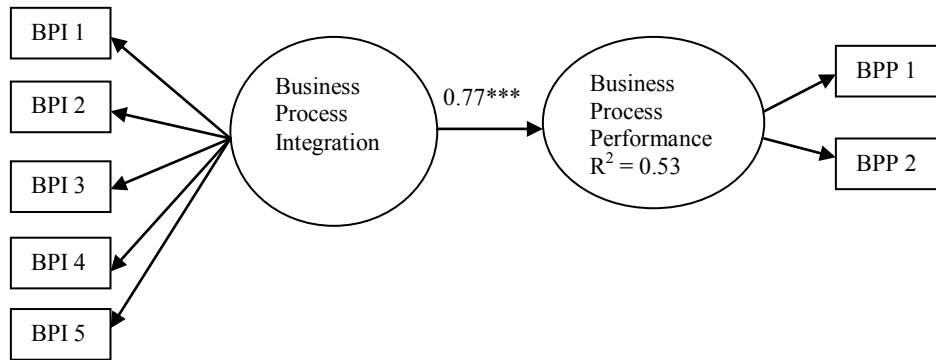 BPI 1
BPI 2
BPI 3
BPI 4
BPI 5
Business
Process
Integration
0.77***
Business
Process
Performance
R² = 0.53
BPP 1
BPP 2